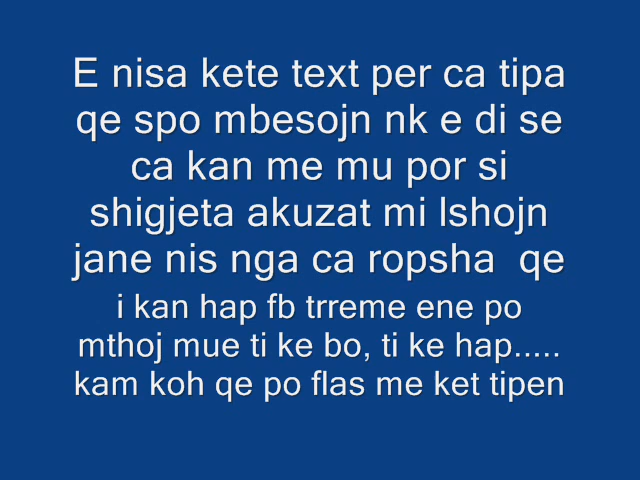 E nisa kete text per ca tipa
qe spo mbesojn nk e di se
ca kan me mu por si
shigjeta akuzat mi lshojn
jane nis nga ca ropsha  qe
i kan hap fb trreme ene po
mthoj mue ti ke bo, ti ke hap.....
kam koh qe po flas me ket tipen